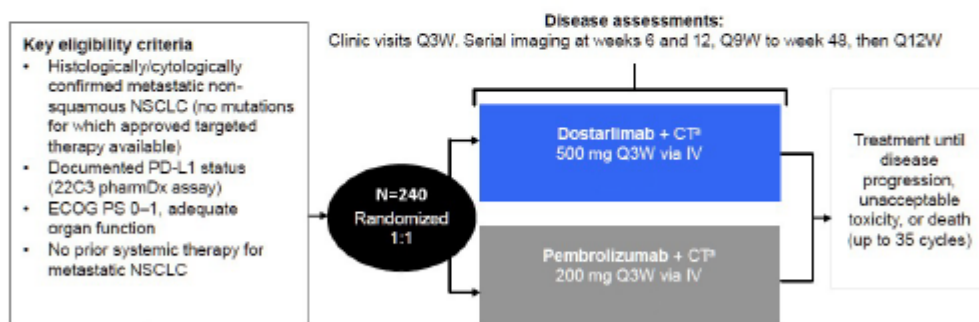 Disease assessments:
Clinic visits Q3W. Serial imaging at weeks 6 and 12, Q9W to week 48, then Q12W
Key eligibility criteria
• Histologically/cytologically
confirmed metastatic non-
squamous NSCLC (no mutations
for which approved targeted
therapy available)
• Documented PD-L1 status
(22C3 pharmDx assay)
• ECOG PS 0–1, adequate
organ function
• No prior systemic therapy for
metastatic NSCLC
N=240
Randomized
1:1
Dostarlimab + CTᵃ
500 mg Q3W via IV
Pembrolizumab + CTᵃ
200 mg Q3W via IV
Treatment until
disease
progression,
unacceptable
toxicity, or death
(up to 35 cycles)